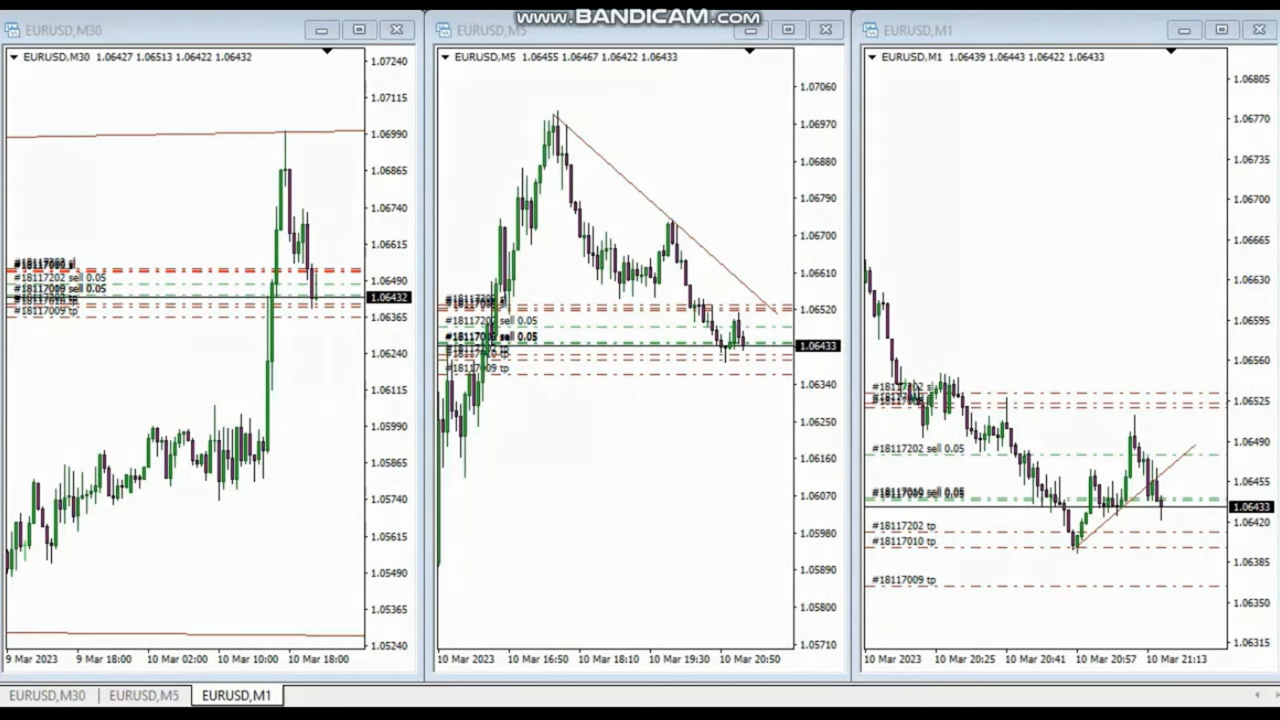 www.BANDICAM.com
EURUSD,M30
EURUSD,M30 1.06427 1.06513 1.06422 1.06432
1.07240
1.07115
1.06990
1.06865
1.06740
1.06615
#18117202 sell 0.05
1.06490
#18117009 sell 0.05
1.06432
#18117009 tp
1.06365
1.06240
1.06115
1.05990
1.05865
1.05740
1.05615
1.05490
1.05365
1.05240
9 Mar 2023 9 Mar 18:00 10 Mar 02:00 10 Mar 10:00 10 Mar 18:00
EURUSD,M5
EURUSD,M5 1.06455 1.06467 1.06422 1.06433
1.07060
1.06970
1.06880
1.06790
1.06700
1.06610
1.06520
#18117202 sell 0.05
sell 0.05
1.06433
#18117009 tp
1.06340
1.06250
1.06160
1.06070
1.05980
1.05890
1.05800
1.05710
10 Mar 2023 10 Mar 16:50 10 Mar 18:10 10 Mar 19:30 10 Mar 20:50
EURUSD,M1
EURUSD,M1 1.06439 1.06443 1.06422 1.06433
1.06805
1.06770
1.06735
1.06700
1.06665
1.06630
1.06595
1.06560
#18117202 sl
1.06525
1.06490
#18117202 sell 0.05
1.06455
sell 0.05
1.06433
1.06420
#18117202 tp
#18117010 tp
1.06385
#18117009 tp
1.06350
1.06315
10 Mar 2023 10 Mar 20:25 10 Mar 20:41 10 Mar 20:57 10 Mar 21:13
EURUSD,M30 EURUSD,M5 EURUSD,M1